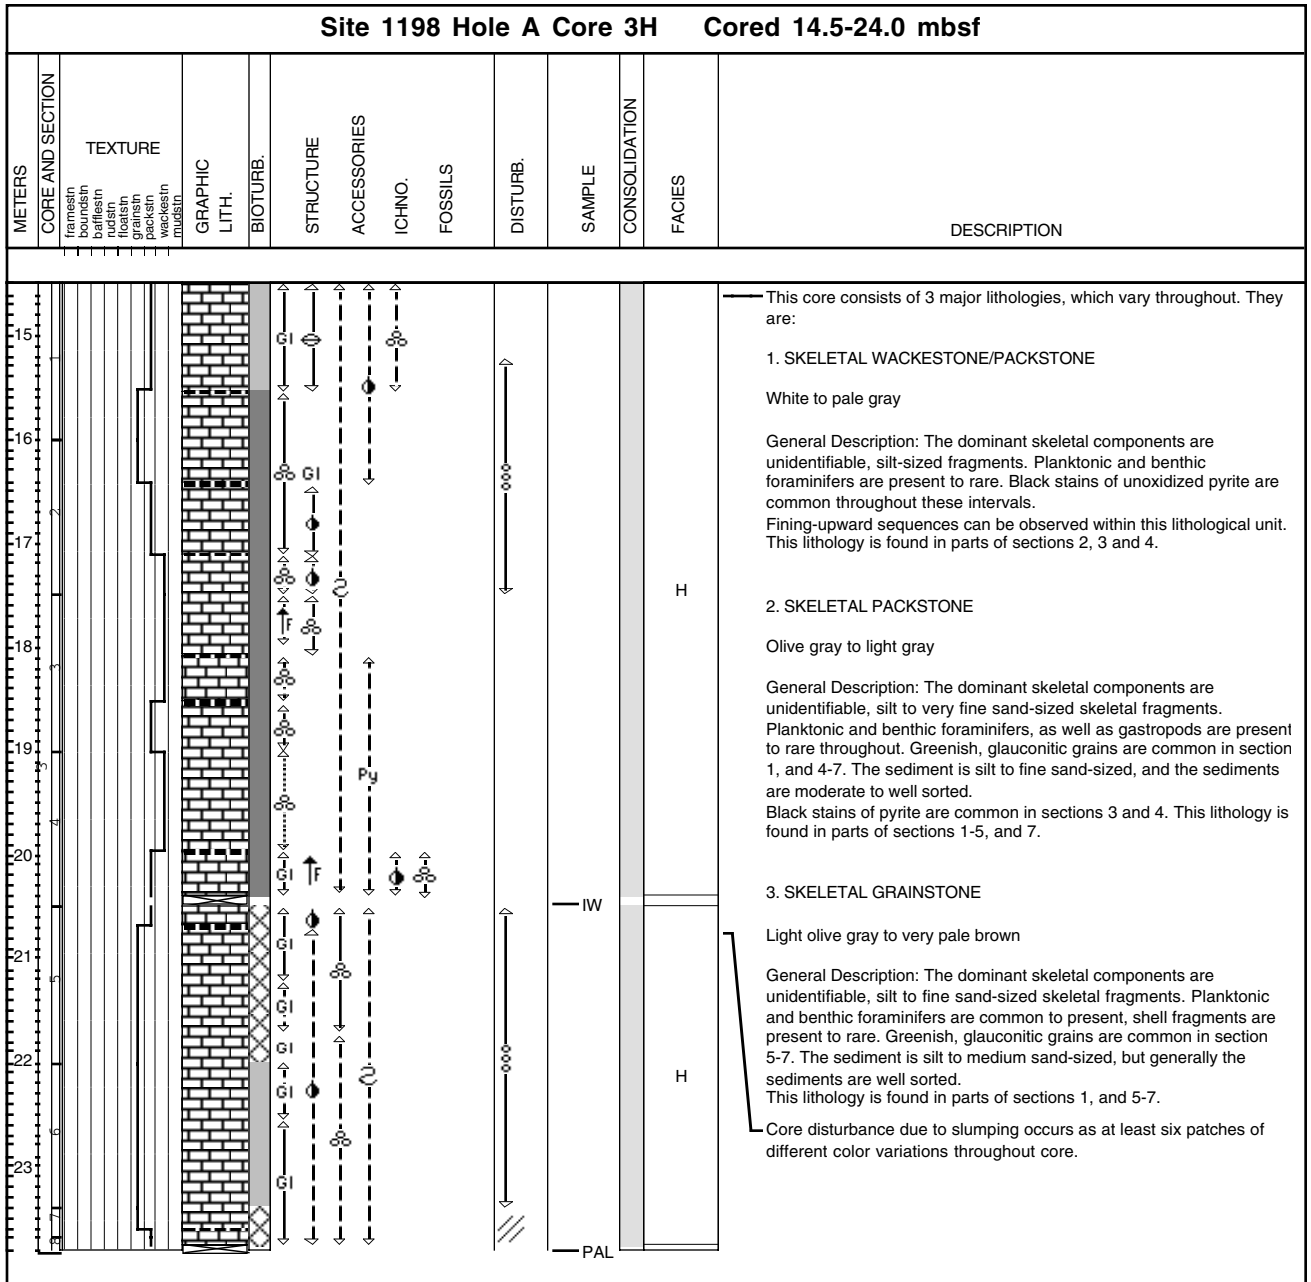 Site 1198 Hole A Core 3H Cored 14.5-24.0 mbsf
METERS
CORE AND SECTION
TEXTURE
framestn
boundstn
bafflestn
rudstn
floatstn
grainstn
packstn
wackestn
mudstn
GRAPHIC
LITH.
BIOTURB.
STRUCTURE
ACCESSORIES
ICHNO.
FOSSILS
DISTURB.
SAMPLE
CONSOLIDATION
FACIES
DESCRIPTION
This core consists of 3 major lithologies, which vary throughout. They
are:
1. SKELETAL WACKESTONE/PACKSTONE
White to pale gray
General Description: The dominant skeletal components are
unidentifiable, silt-sized fragments. Planktonic and benthic
foraminifers are present to rare. Black stains of unoxidized pyrite are
common throughout these intervals.
Fining-upward sequences can be observed within this lithological unit.
This lithology is found in parts of sections 2, 3 and 4.
2. SKELETAL PACKSTONE
Olive gray to light gray
General Description: The dominant skeletal components are
unidentifiable, silt to very fine sand-sized skeletal fragments.
Planktonic and benthic foraminifers, as well as gastropods are present
to rare throughout. Greenish, glauconitic grains are common in section
1, and 4-7. The sediment is silt to fine sand-sized, and the sediments
are moderate to well sorted.
Black stains of pyrite are common in sections 3 and 4. This lithology is
found in parts of sections 1-5, and 7.
3. SKELETAL GRAINSTONE
Light olive gray to very pale brown
General Description: The dominant skeletal components are
unidentifiable, silt to fine sand-sized skeletal fragments. Planktonic
and benthic foraminifers are common to present, shell fragments are
present to rare. Greenish, glauconitic grains are common in section
5-7. The sediment is silt to medium sand-sized, but generally the
sediments are well sorted.
This lithology is found in parts of sections 1, and 5-7.
Core disturbance due to slumping occurs as at least six patches of
different color variations throughout core.
15
16
17
18
19
20
21
22
23
1
2
3
3
4
5
6
7
8
Gl
Gl
F
Py
Gl
F
Gl
Gl
Gl
Gl
Gl
IW
PAL
H
H